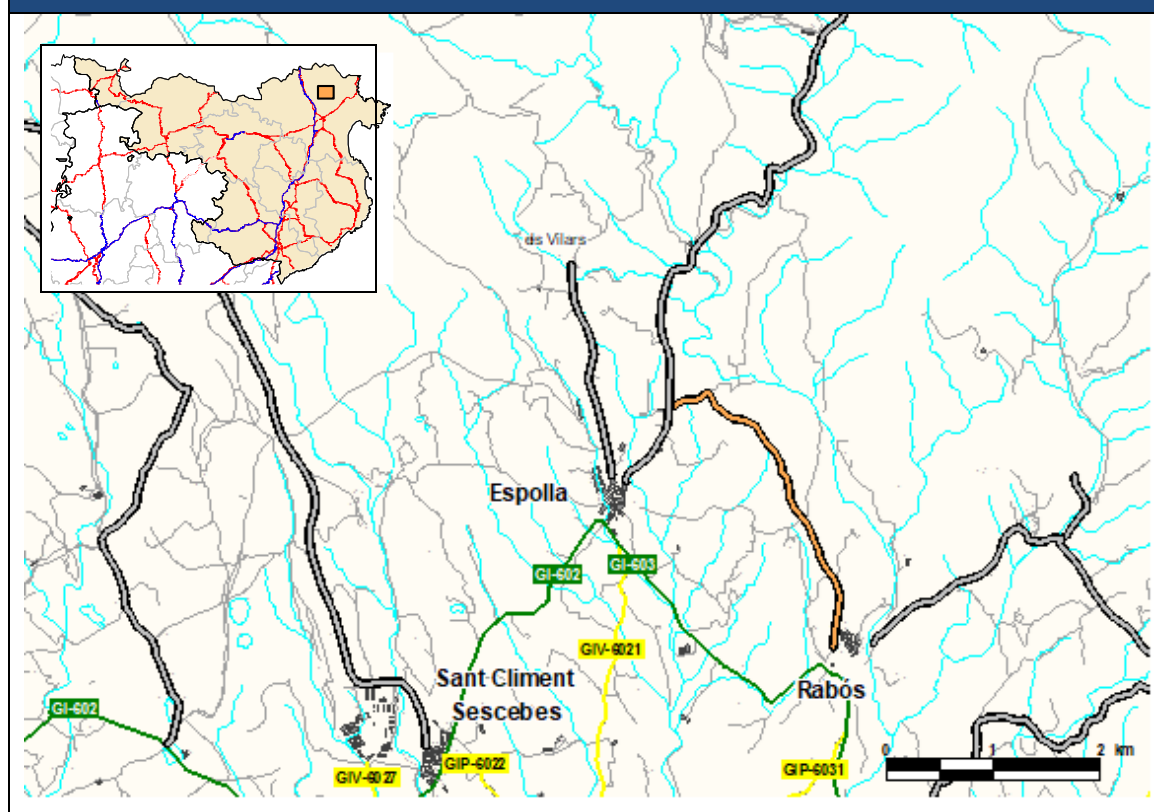 dis Vilars
Espolla
GI-602
GI-603
GIV-6021
Sant Climent
Sescebes
Rabós
GI-602
GIP-6022
GIV-6027
GIP-6031
0 1 2 km